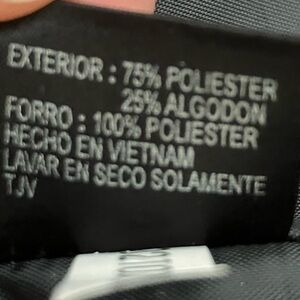 EXTERIOR : 75% POLIESTER
25% ALGODON
FORRO : 100% POLIESTER
HECHO EN VIETNAM
LAVAR EN SECO SOLAMENTE
TJV